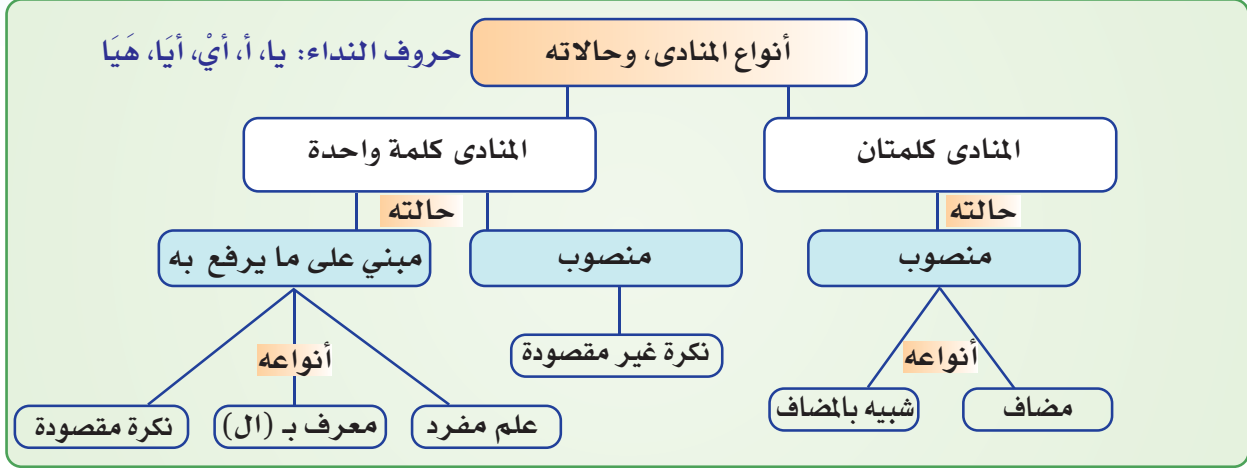 أنواع المنادى، وحالاته
حروف النداء: يا، أ، أيْ، أيَا، هَيَا
المنادى كلمتان
المنادى كلمة واحدة
حالته
حالته
منصوب
منصوب
مبني على ما يرفع به
نكرة غير مقصودة
أنواعه
أنواعه
مضاف
شبيه بالمضاف
علم مفرد
معرف بـ (ال)
نكرة مقصودة